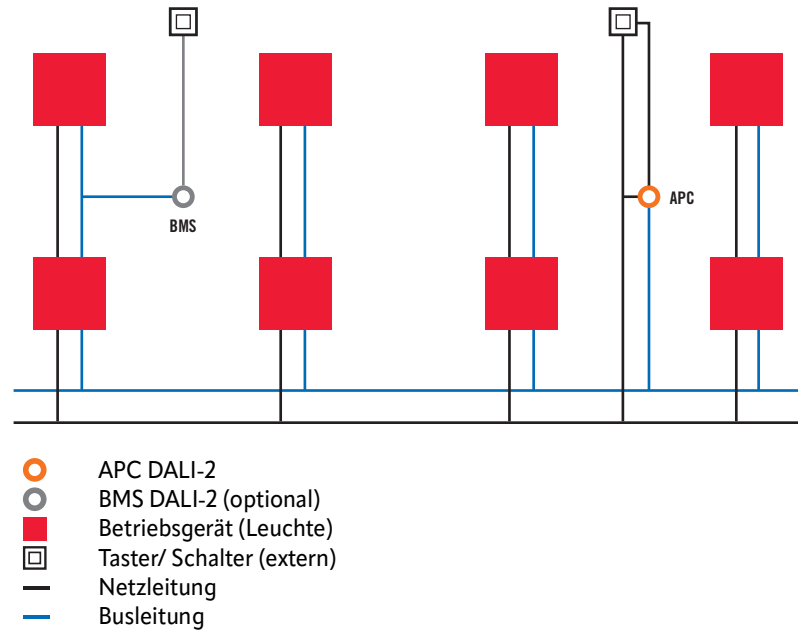 BMS
APC
APC DALI-2
BMS DALI-2 (optional)
Betriebsgerät (Leuchte)
Taster/ Schalter (extern)
Netzleitung
Busleitung